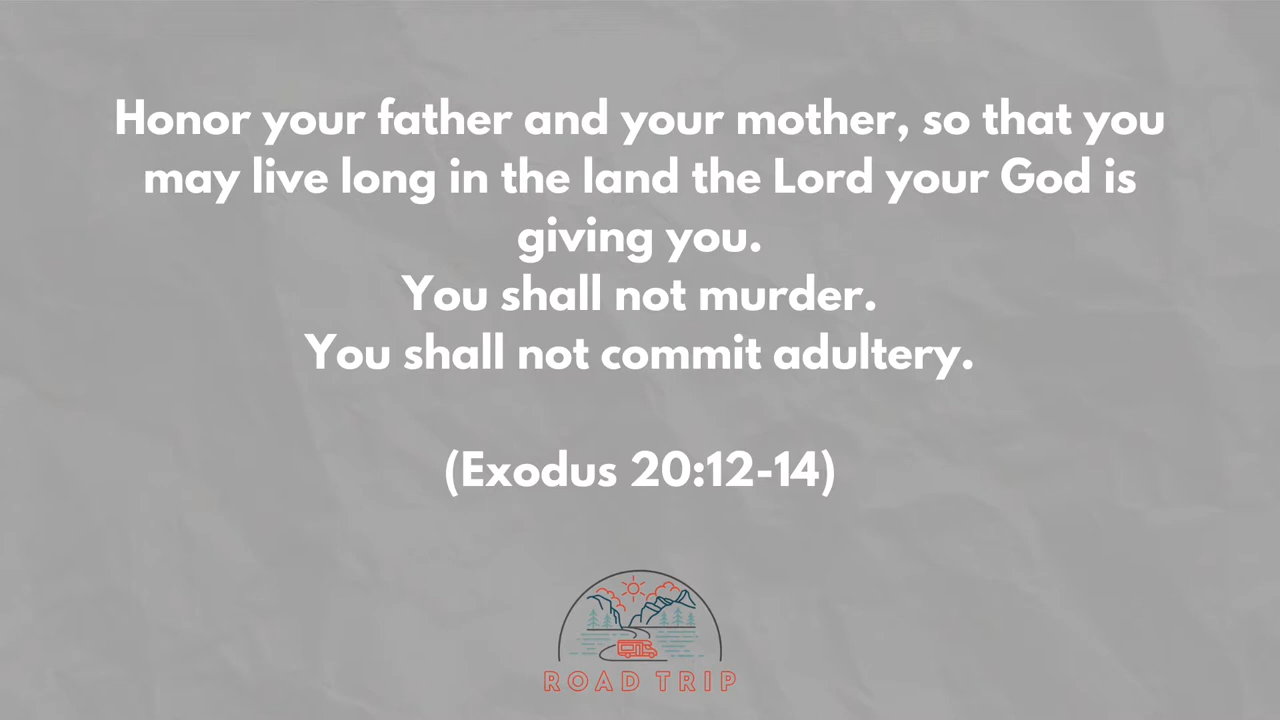 Honor your father and your mother, so that you
may live long in the land the Lord your God is
giving you.
You shall not murder.
You shall not commit adultery.
(Exodus 20:12-14)
ROAD TRIP